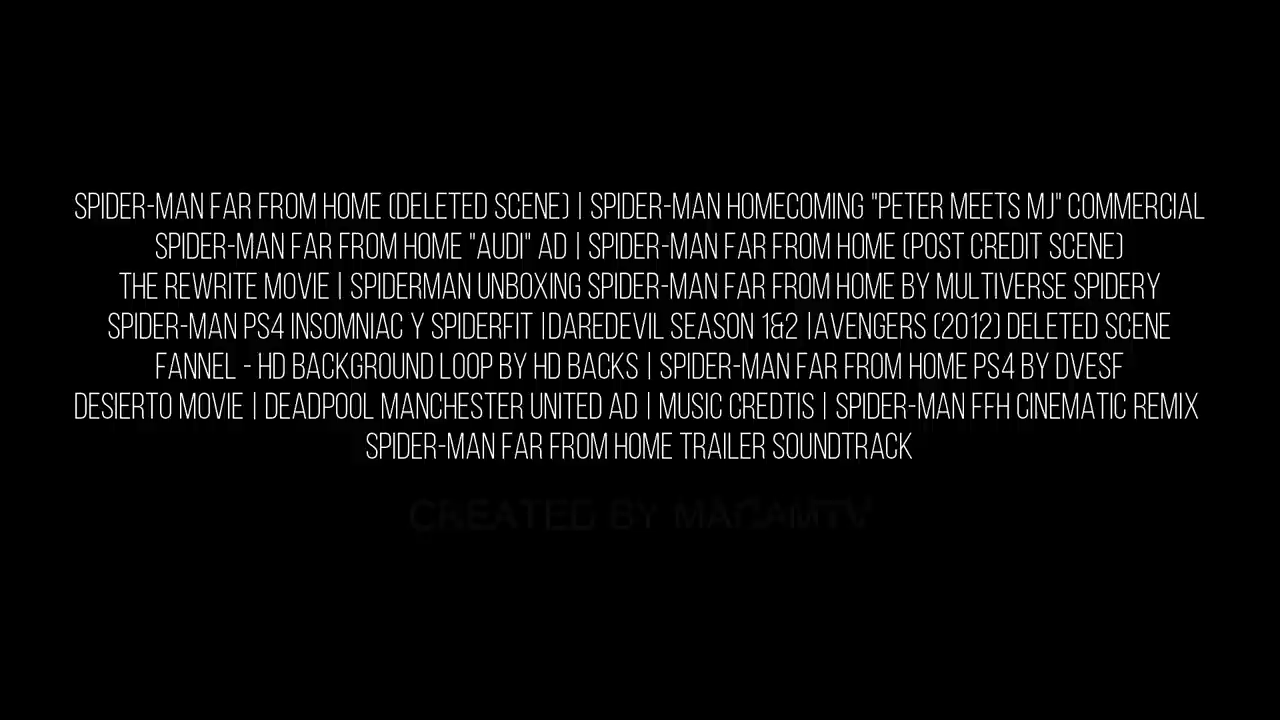 SPIDER-MAN FAR FROM HOME (DELETED SCENE) | SPIDER-MAN HOMECOMING "PETER MEETS MJ" COMMERCIAL
SPIDER-MAN FAR FROM HOME "AUDI" AD | SPIDER-MAN FAR FROM HOME (POST CREDIT SCENE)
THE REWRITE MOVIE | SPIDERMAN UNBOXING SPIDER-MAN FAR FROM HOME BY MULTIVERSE SPIDERY
SPIDER-MAN PS4 INSOMNIAC Y SPIDERFIT |DAREDEVIL SEASON 1&2 |AVENGERS (2012) DELETED SCENE
FANNEL - HD BACKGROUND LOOP BY HD BACKS | SPIDER-MAN FAR FROM HOME PS4 BY DVESF
DESIERTO MOVIE | DEADPOOL MANCHESTER UNITED AD | MUSIC CREDTIS | SPIDER-MAN FFH CINEMATIC REMIX
SPIDER-MAN FAR FROM HOME TRAILER SOUNDTRACK
CREATED BY